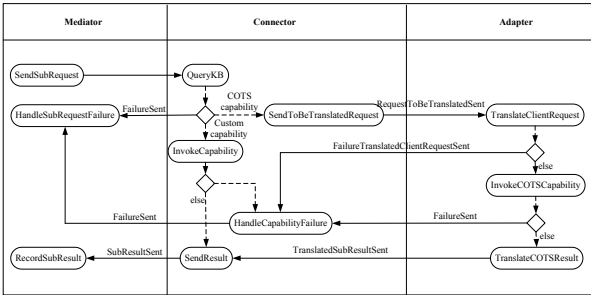 Mediator Connector Adapter
SendSubRequest QueryKB
COTS
capability
FailureSent RequestToBeTranslatedSent
HandleSubRequestFailure SendToBeTranslatedRequest TranslateClientRequest
Custom
capability
InvokeCapability FailureTranslatedClientRequestSent
else
InvokeCOTSCapability
else
FailureSent HandleCapabilityFailure FailureSent
else
SubResultSent TranslatedSubResultSent
RecordSubResult SendResult TranslateCOTSResult